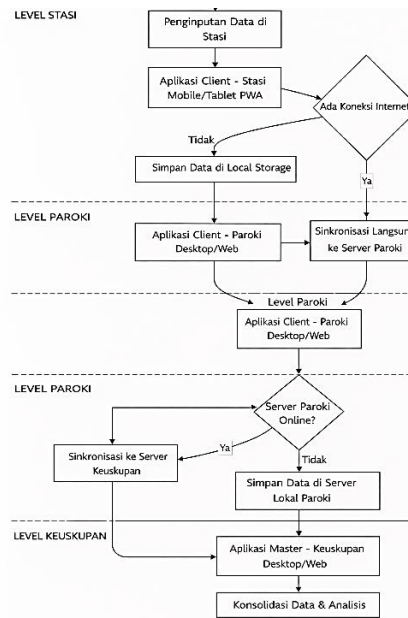 LEVEL STASI
Penginputan Data di
Stasi
Aplikasi Client - Stasi
Mobile/Tablet PWA
Ada Koneksi Internet
Tidak
Simpan Data di Local Storage
Ya
LEVEL PAROKI
Aplikasi Client - Paroki
Desktop/Web
Sinkronisasi Langsun
ke Server Paroki
Level Paroki
Aplikasi Client - Paroki
Desktop/Web
LEVEL PAROKI
Server Paroki
Online?
Ya
Sinkronisasi ke Server
Keuskupan
Tidak
Simpan Data di Server
Lokal Paroki
LEVEL KEUSKUPAN
Aplikasi Master - Keuskupan
Desktop/Web
Konsolidasi Data & Analisis